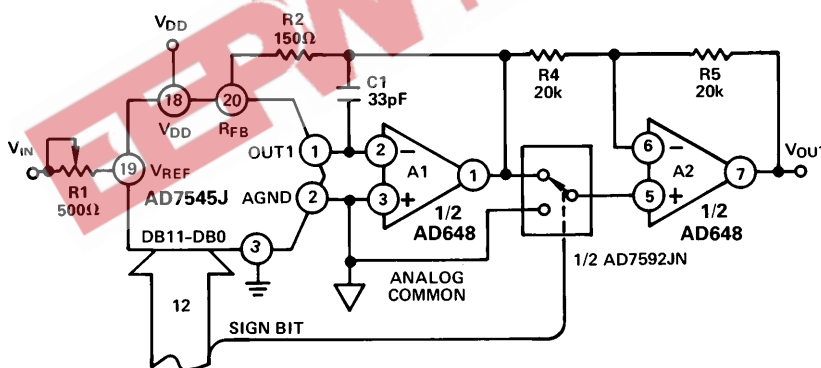 EEPW
VDD
R2
150Ω
C1
33pF
R4
20k
R5
20k
18
VDD
20
RFB
VIN
R1
500Ω
19
VREF
AD7545J
OUT1
1
2
−
A1
1
AGND
2
3
+
1/2
AD648
6
−
A2
7
VOUT
5
+
1/2
AD648
DB11–DB0
3
12
ANALOG
COMMON
1/2 AD7592JN
SIGN BIT